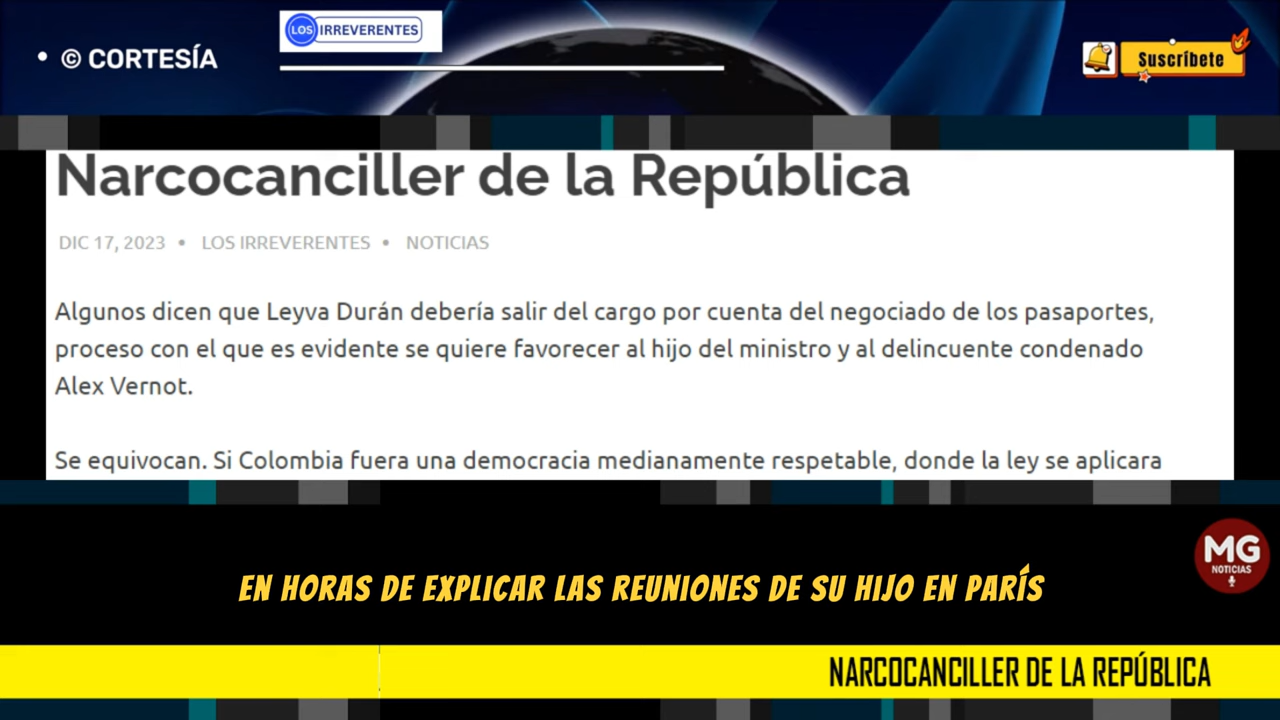 © CORTESÍA
LOS IRREVERENTES
Suscríbete
Narcocanciller de la República
DIC 17, 2023 • LOS IRREVERENTES • NOTICIAS
Algunos dicen que Leyva Durán debería salir del cargo por cuenta del negociado de los pasaportes,
proceso con el que es evidente se quiere favorecer al hijo del ministro y al delincuente condenado
Alex Vernot.
Se equivocan. Si Colombia fuera una democracia medianamente respetable, donde la ley se aplicara
MG
NOTICIAS
EN HORAS DE EXPLICAR LAS REUNIONES DE SU HIJO EN PARÍS
NARCOCANCILLER DE LA REPÚBLICA